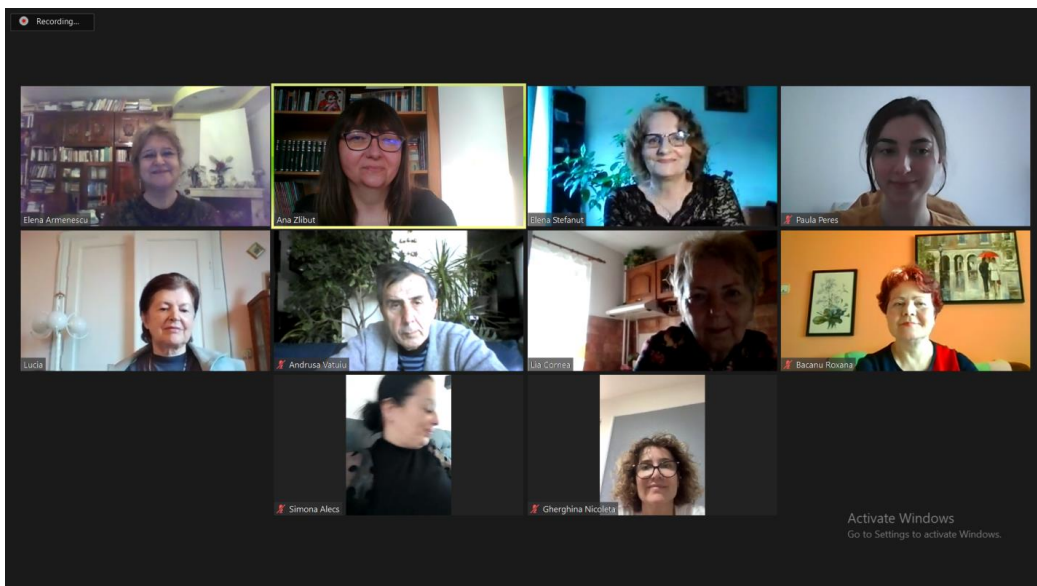 Recording...
Elena Armenescu
Ana Zlibut
Elena Stefanut
Paula Peres
Lucia
Andrusa Vatuiu
Lia Cornea
Bacanu Roxana
Simona Alecs
Gherghina Nicoleta
Activate Windows
Go to Settings to activate Windows.